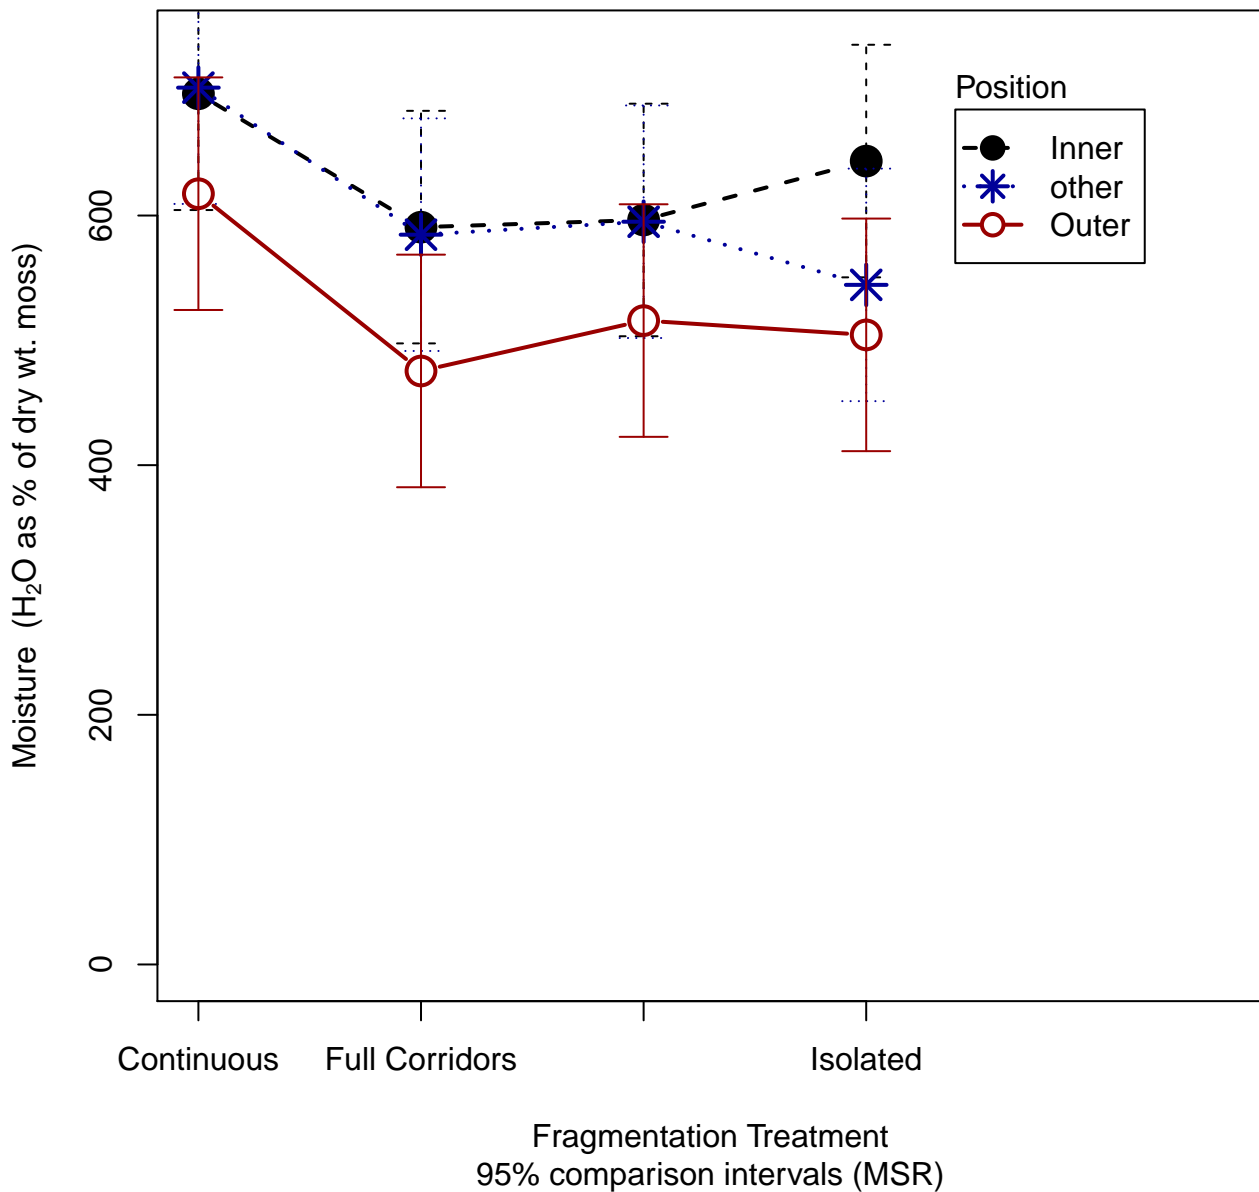 Position
Inner
other
Outer
Moisture (H₂O as % of dry wt. moss)
600
400
200
0
Continuous Full Corridors Isolated
Fragmentation Treatment
95% comparison intervals (MSR)